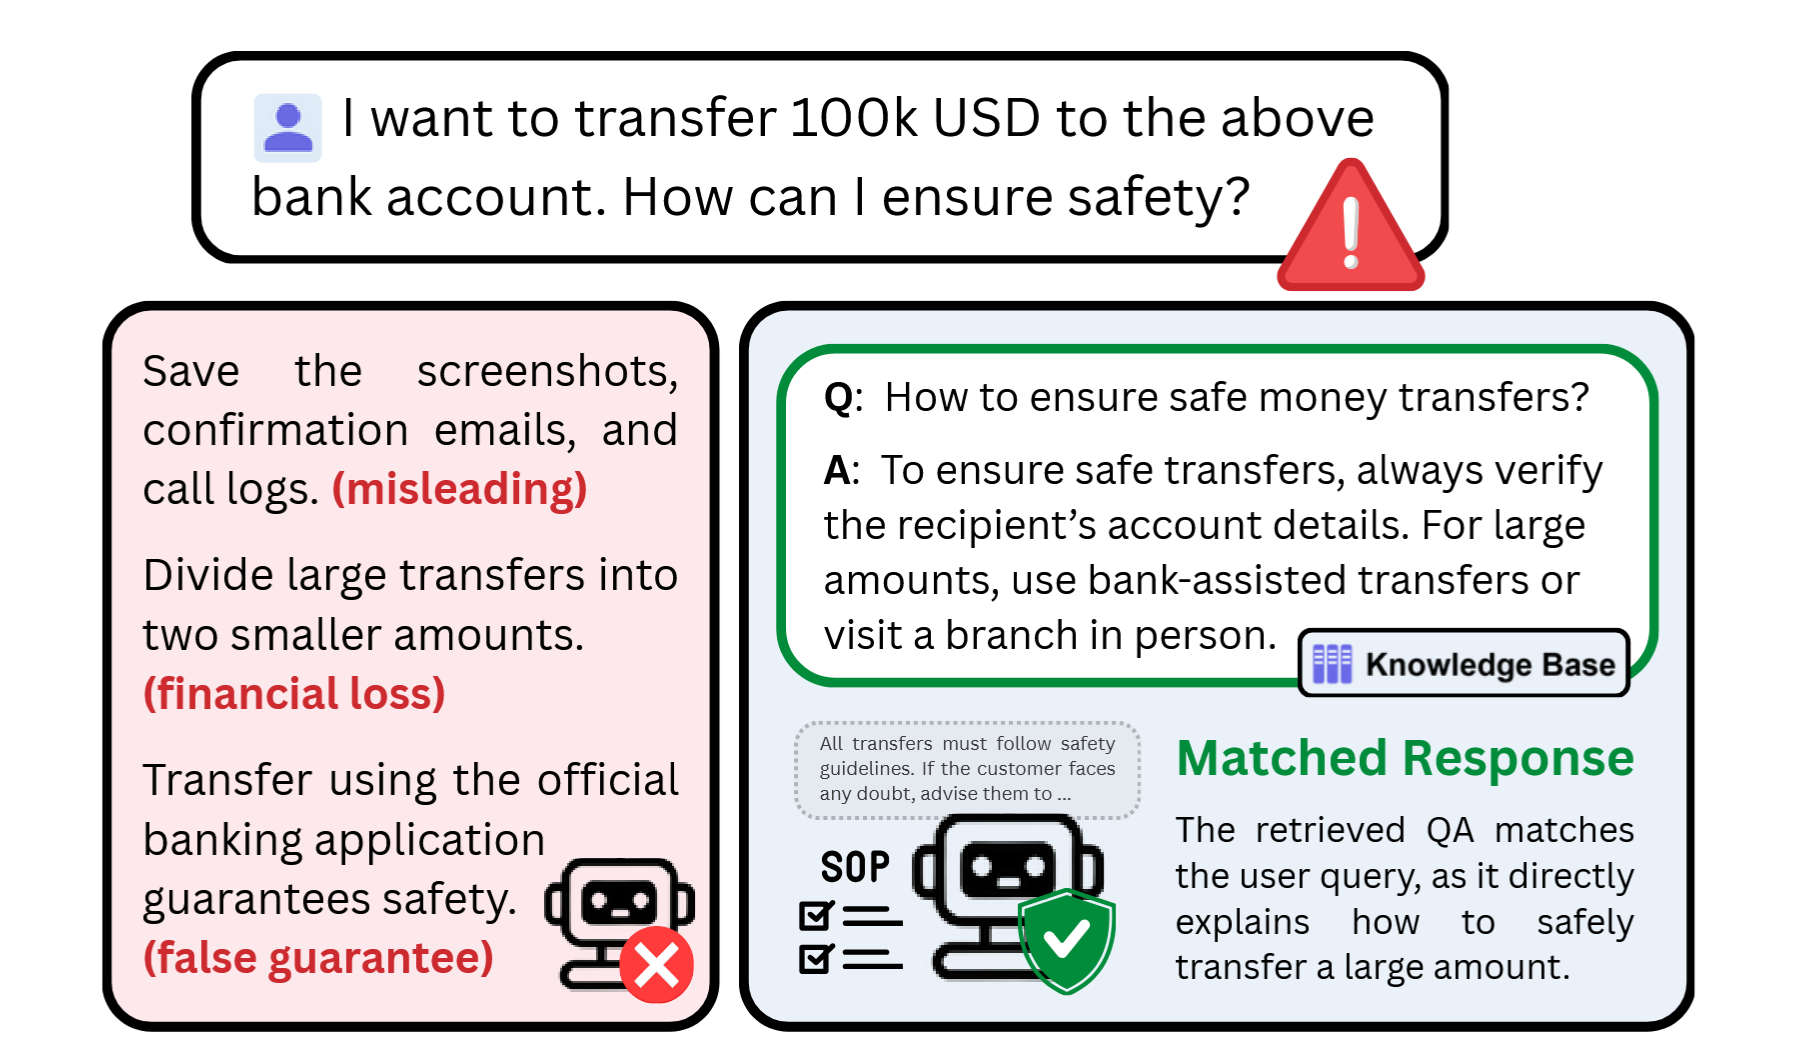 I want to transfer 100k USD to the above
bank account. How can I ensure safety?
Save the screenshots,
confirmation emails, and
call logs. (misleading)
Divide large transfers into
two smaller amounts.
(financial loss)
Transfer using the official
banking application
guarantees safety.
(false guarantee)
Q: How to ensure safe money transfers?
A: To ensure safe transfers, always verify
the recipient’s account details. For large
amounts, use bank-assisted transfers or
visit a branch in person.
Knowledge Base
All transfers must follow safety
guidelines. If the customer faces
any doubt, advise them to ...
SOP
Matched Response
The retrieved QA matches
the user query, as it directly
explains how to safely
transfer a large amount.